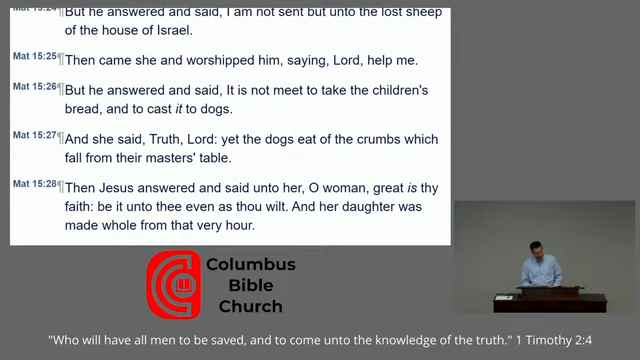 Mat 15:24¶But he answered and said, I am not sent but unto the lost sheep
of the house of Israel.
Mat 15:25¶Then came she and worshipped him, saying, Lord, help me.
Mat 15:26¶But he answered and said, It is not meet to take the children's
bread, and to cast it to dogs.
Mat 15:27¶And she said, Truth, Lord: yet the dogs eat of the crumbs which
fall from their masters' table.
Mat 15:28¶Then Jesus answered and said unto her, O woman, great is thy
faith: be it unto thee even as thou wilt. And her daughter was
made whole from that very hour.
Columbus
Bible
Church
"Who will have all men to be saved, and to come unto the knowledge of the truth." 1 Timothy 2:4